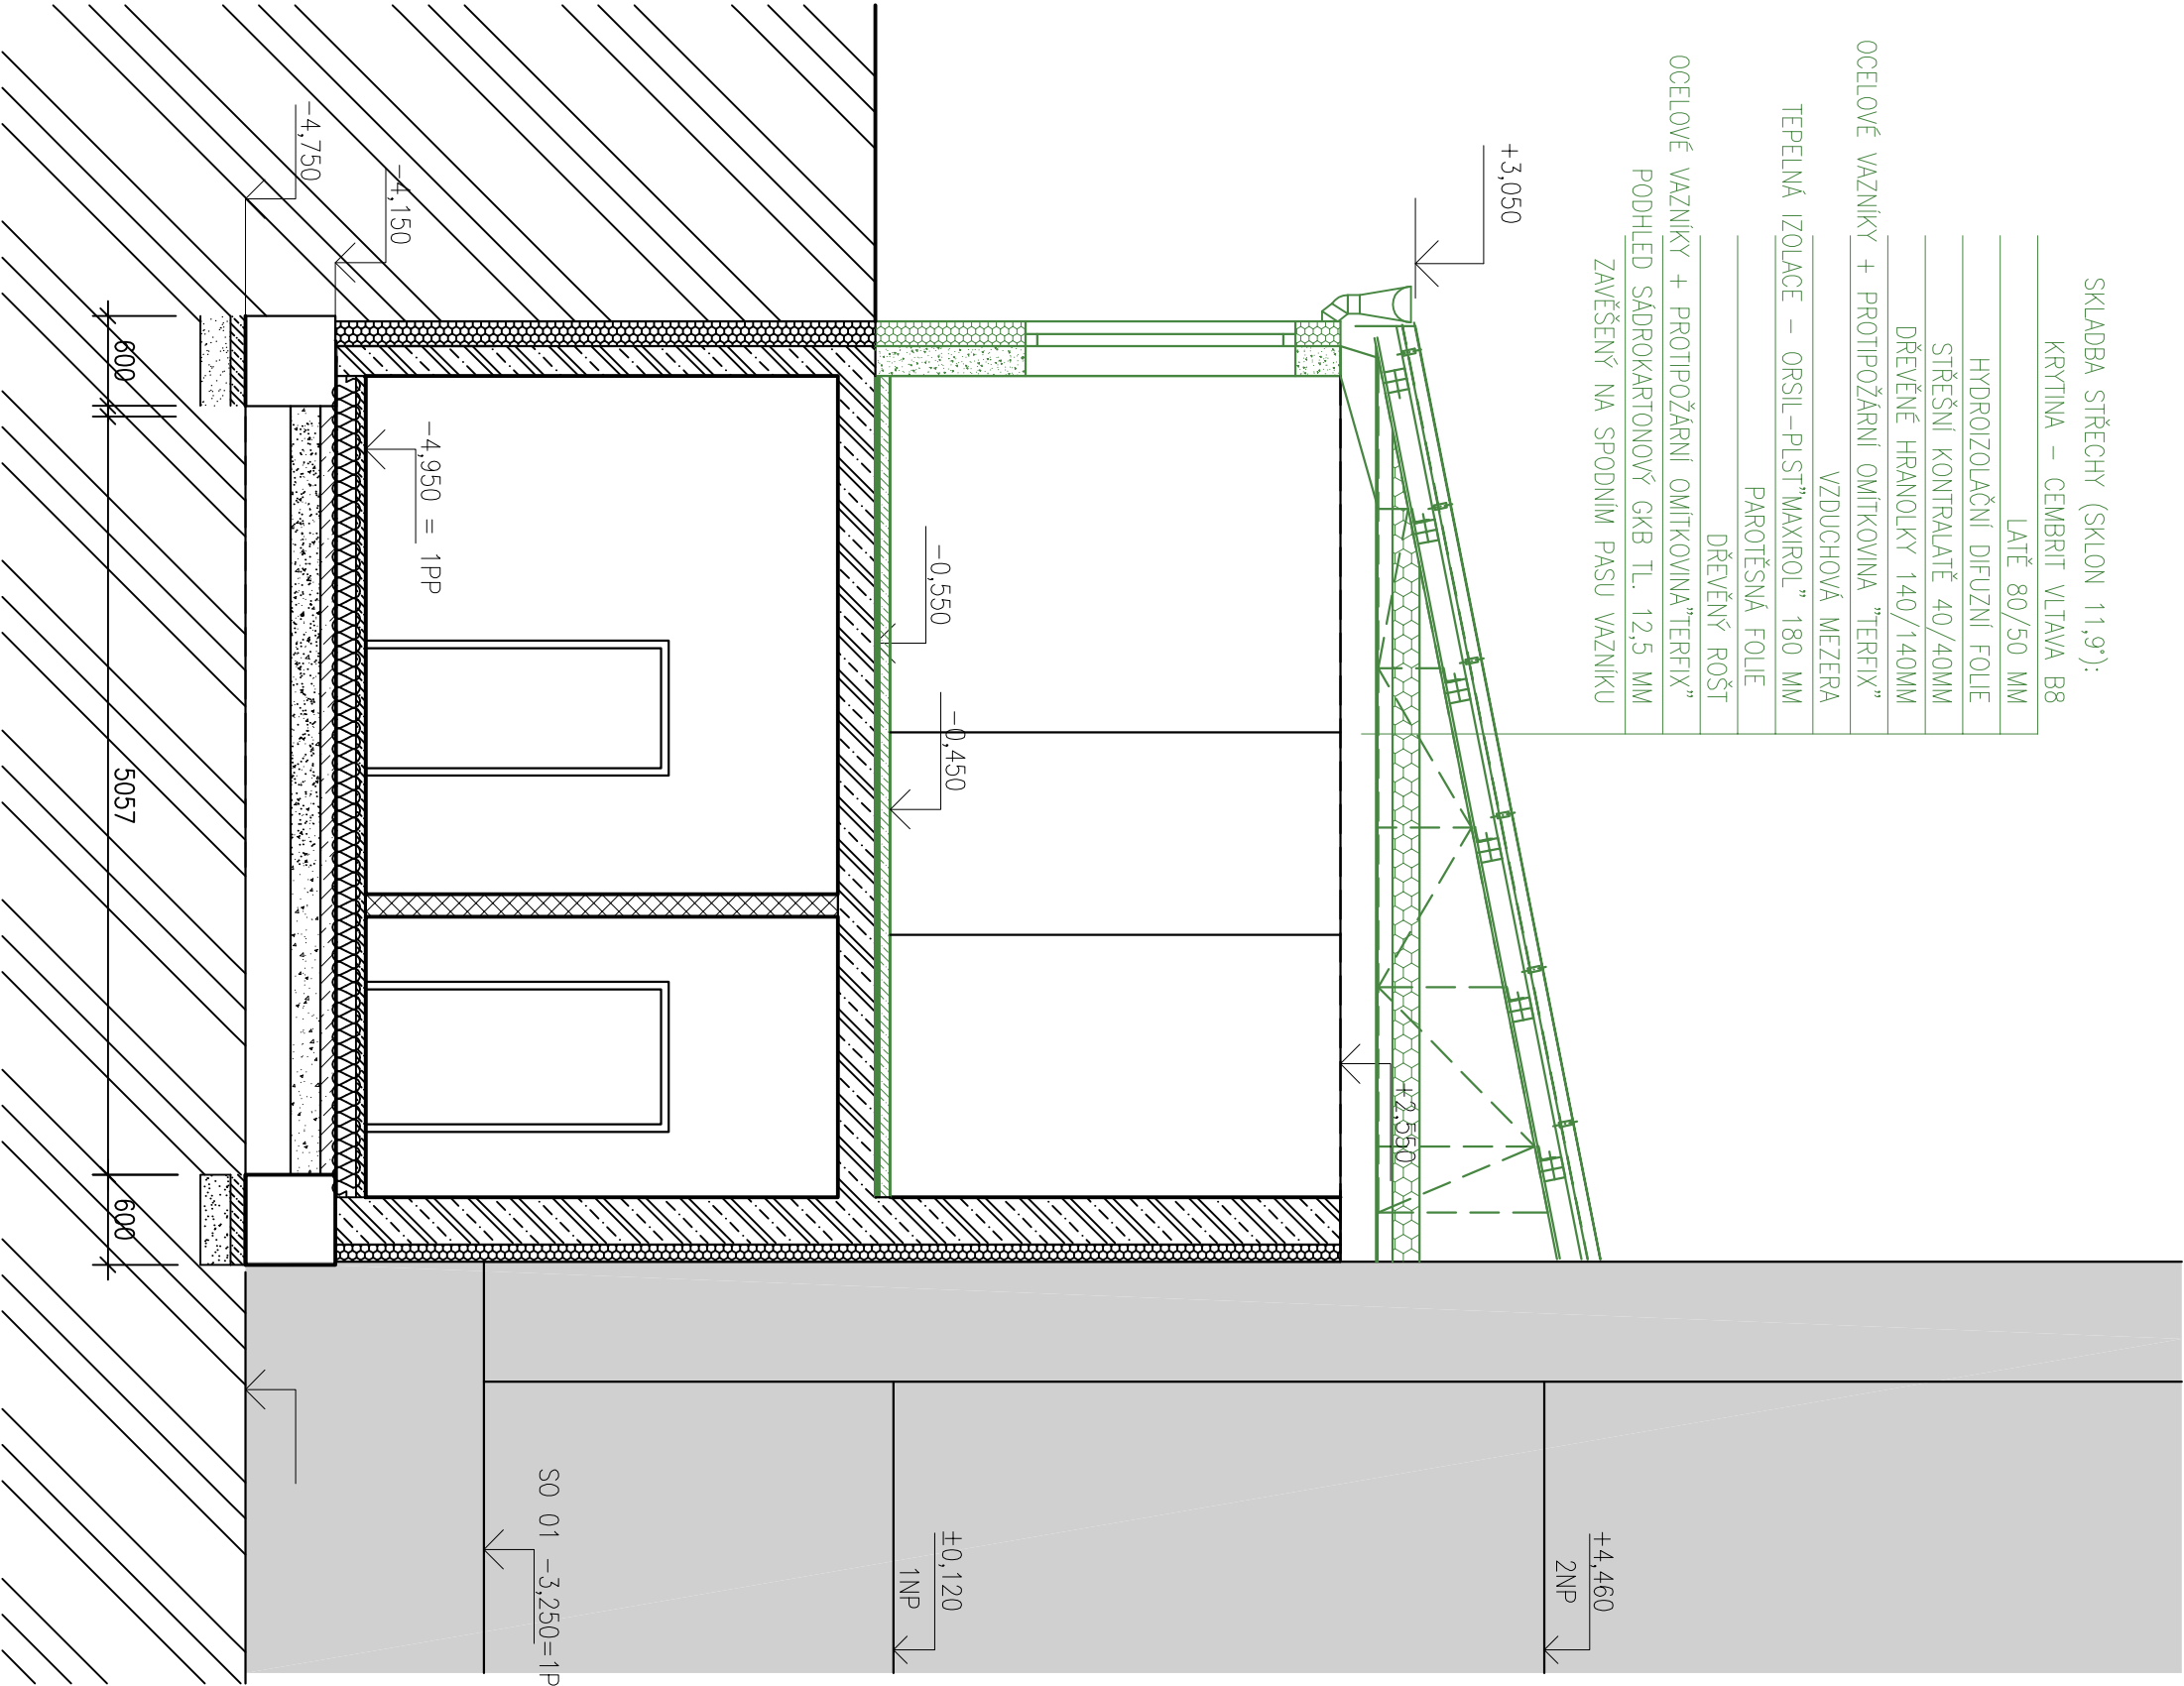 SKLADBA STŘECHY (SKLON 11,9°):
KRYTINA – CEMBRIT VLTAVA B8
LATĚ 80/50 MM
HYDROIZOLAČNÍ DIFUZNÍ FOLIE
STŘEŠNÍ KONTRALATĚ 40/40MM
DŘEVĚNÉ HRANOLKY 140/140MM
OCELOVÉ VAZNÍKY + PROTIPOŽÁRNÍ OMÍTKOVINA "TERFIX"
VZDUCHOVÁ MEZERA
TEPELNÁ IZOLACE – ORSIL–PLST"MAXIROL" 180 MM
PAROTĚSNÁ FOLIE
DŘEVĚNÝ ROŠT
OCELOVÉ VAZNÍKY + PROTIPOŽÁRNÍ OMÍTKOVINA"TERFIX"
PODHLED SÁDROKARTONOVÝ GKB TL. 12,5 MM
ZAVĚŠENÝ NA SPODNÍM PASU VAZNÍKU
+3,050
+4,460
2NP
+2,550
±0,120
1NP
-0,450
-0,550
SO 01 -3,250=1P
-4,950 = 1PP
-4,150
-4,750
600
5057
600